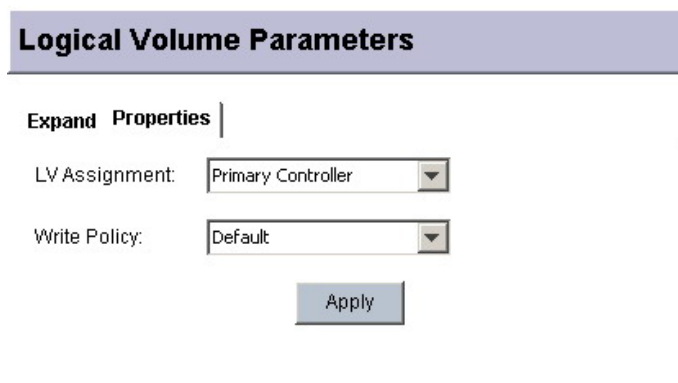 Logical Volume Parameters
Expand Properties
LV Assignment: Primary Controller
Write Policy: Default
Apply